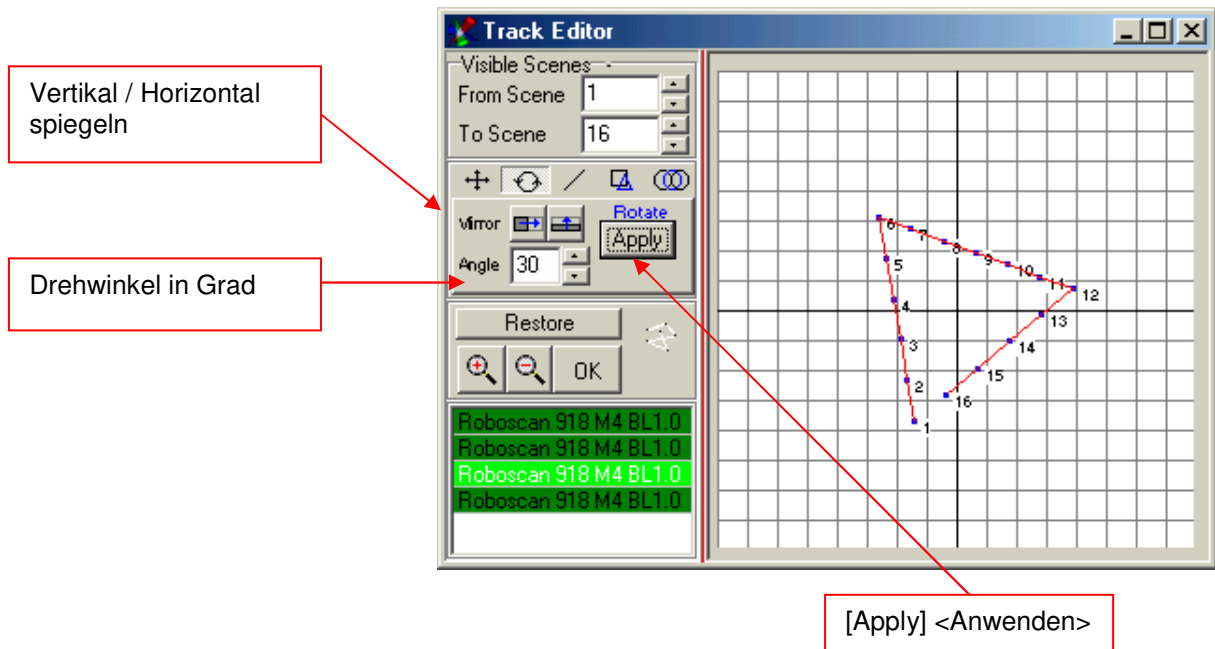 Track Editor
Visible Scenes
From Scene 1
To Scene 16
Vertikal / Horizontal
spiegeln
Mirror
Rotate
Apply
Angle 30
Drehwinkel in Grad
Restore
OK
Roboscan 918 M4 BL1.0
Roboscan 918 M4 BL1.0
Roboscan 918 M4 BL1.0
Roboscan 918 M4 BL1.0
6
7
8
9
10
11
12
5
4
13
3
14
2
15
16
1
[Apply] <Anwenden>